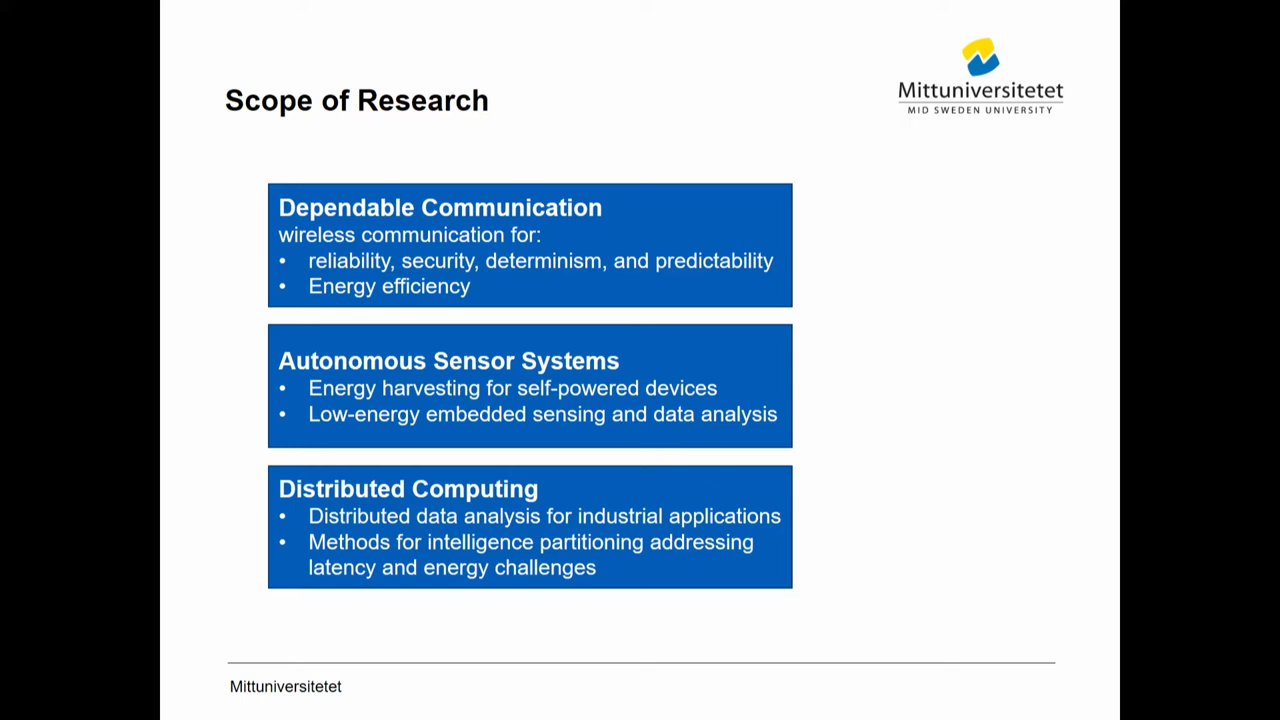 Scope of Research
Mittuniversitetet
MID SWEDEN UNIVERSITY
Dependable Communication
wireless communication for:
• reliability, security, determinism, and predictability
• Energy efficiency
Autonomous Sensor Systems
• Energy harvesting for self-powered devices
• Low-energy embedded sensing and data analysis
Distributed Computing
• Distributed data analysis for industrial applications
• Methods for intelligence partitioning addressing
latency and energy challenges
Mittuniversitetet